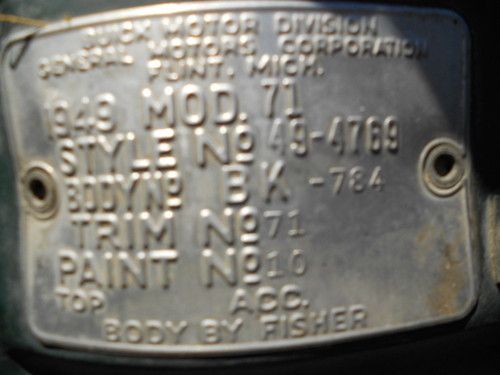 BUICK MOTOR DIVISION
GENERAL MOTORS CORPORATION
FLINT, MICH.
1949 MOD. 71
STYLE No 49-4769
BODY No BK -784
TRIM No 71
PAINT No 10
TOP ACC.
BODY BY FISHER